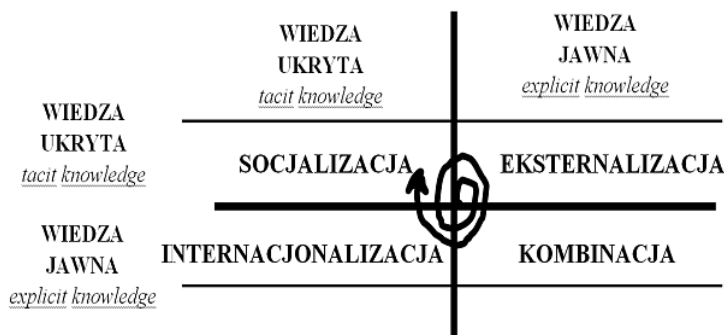 WIEDZA
UKRYTA
tacit knowledge
WIEDZA
JAWNA
explicit knowledge
WIEDZA
UKRYTA
tacit knowledge
SOCJALIZACJA
EKSTERNALIZACJA
WIEDZA
JAWNA
explicit knowledge
INTERNACJONALIZACJA
KOMBINACJA